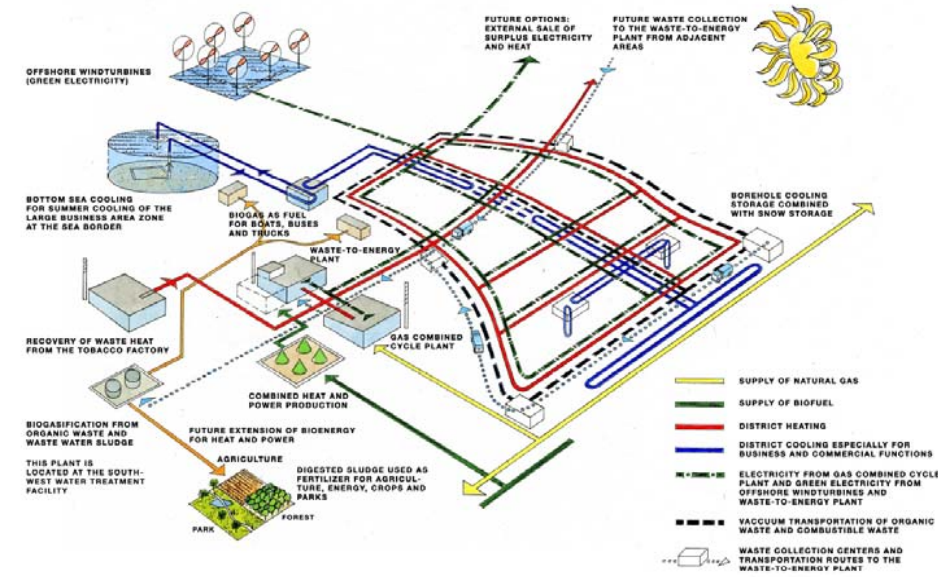 FUTURE OPTIONS:
EXTERNAL SALE OF
SURPLUS ELECTRICITY
AND HEAT
FUTURE WASTE COLLECTION
TO THE WASTE-TO-ENERGY
PLANT FROM ADJACENT
AREAS
OFFSHORE WINDTURBINES
(GREEN ELECTRICITY)
BOTTOM SEA COOLING
FOR SUMMER COOLING OF THE
LARGE BUSINESS AREA ZONE
AT THE SEA BORDER
BIOGAS AS FUEL
FOR BOATS, BUSES
AND TRUCKS
WASTE-TO-ENERGY
PLANT
BOREHOLE COOLING
STORAGE COMBINED
WITH SNOW STORAGE
RECOVERY OF WASTE HEAT
FROM THE TOBACCO FACTORY
GAS COMBINED
CYCLE PLANT
COMBINED HEAT AND
POWER PRODUCTION
BIOGASIFICATION FROM
ORGANIC WASTE AND
WASTE WATER SLUDGE
THIS PLANT IS
LOCATED AT THE SOUTH-
WEST WATER TREATMENT
FACILITY
FUTURE EXTENSION OF BIOENERGY
FOR HEAT AND POWER
AGRICULTURE
PARK
FOREST
DIGESTED SLUDGE USED AS
FERTILIZER FOR AGRICUL-
TURE, ENERGY, CROPS AND
PARKS
SUPPLY OF NATURAL GAS
SUPPLY OF BIOFUEL
DISTRICT HEATING
DISTRICT COOLING ESPECIALLY FOR
BUSINESS AND COMMERCIAL FUNCTIONS
ELECTRICITY FROM GAS COMBINED CYCLE
PLANT AND GREEN ELECTRICITY FROM
OFFSHORE WINDTURBINES AND
WASTE-TO-ENERGY PLANT
VACUUM TRANSPORTATION OF ORGANIC
WASTE AND COMBUSTIBLE WASTE
WASTE COLLECTION CENTERS AND
TRANSPORTATION ROUTES TO THE
WASTE-TO-ENERGY PLANT